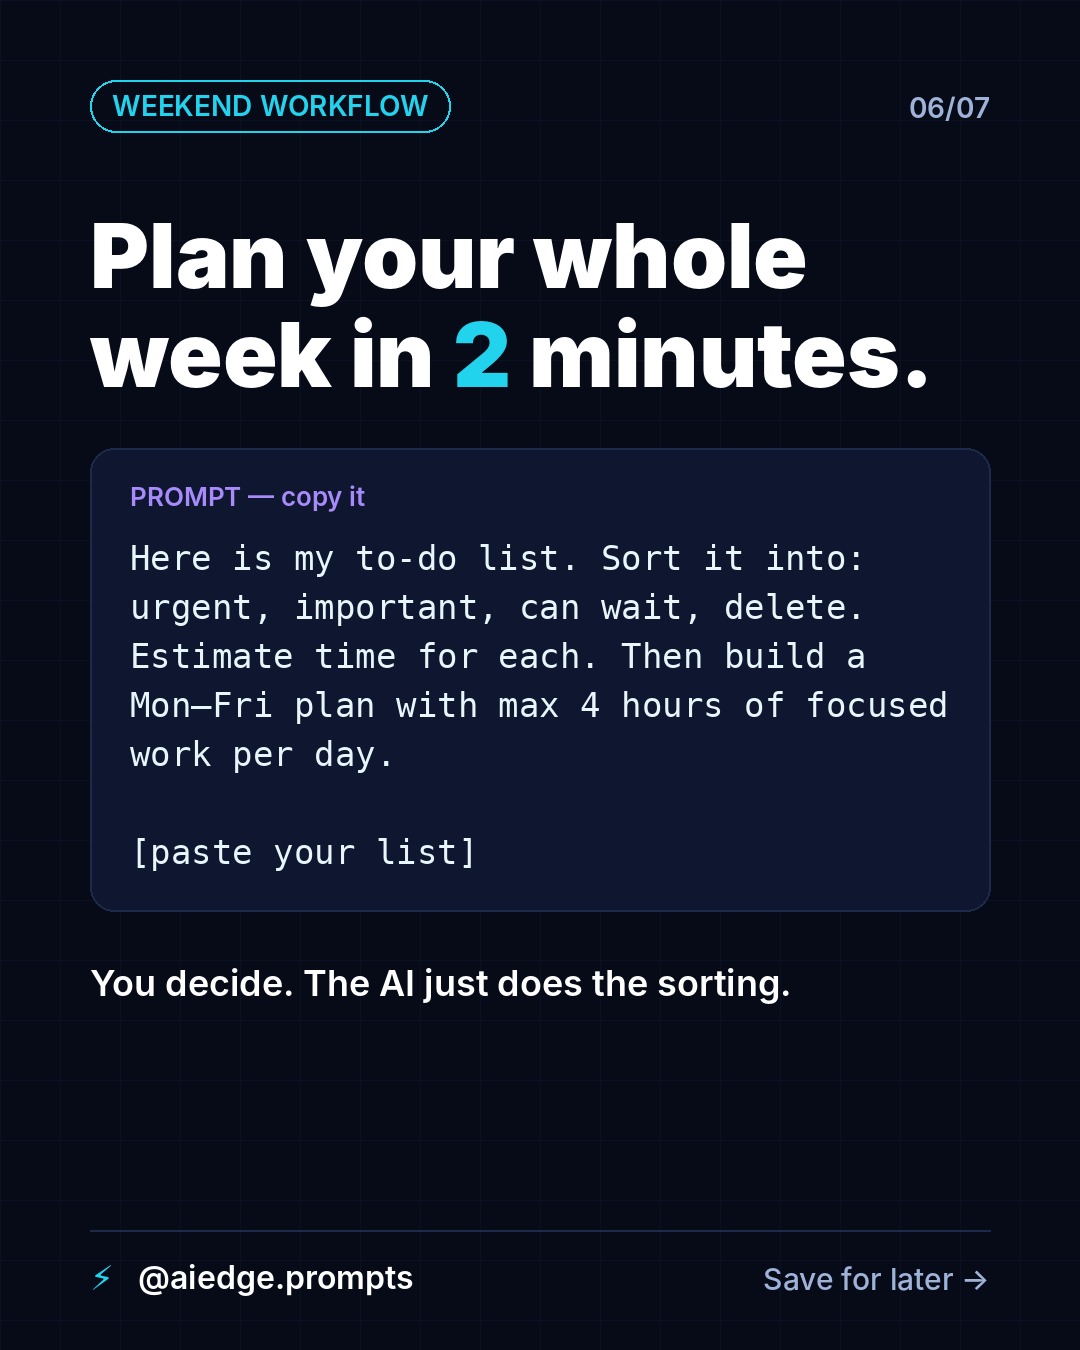 WEEKEND WORKFLOW
06/07
Plan your whole
week in 2 minutes.
PROMPT — copy it
Here is my to-do list. Sort it into:
urgent, important, can wait, delete.
Estimate time for each. Then build a
Mon–Fri plan with max 4 hours of focused
work per day.
[paste your list]
You decide. The AI just does the sorting.
⚡ @aiedge.prompts
Save for later →